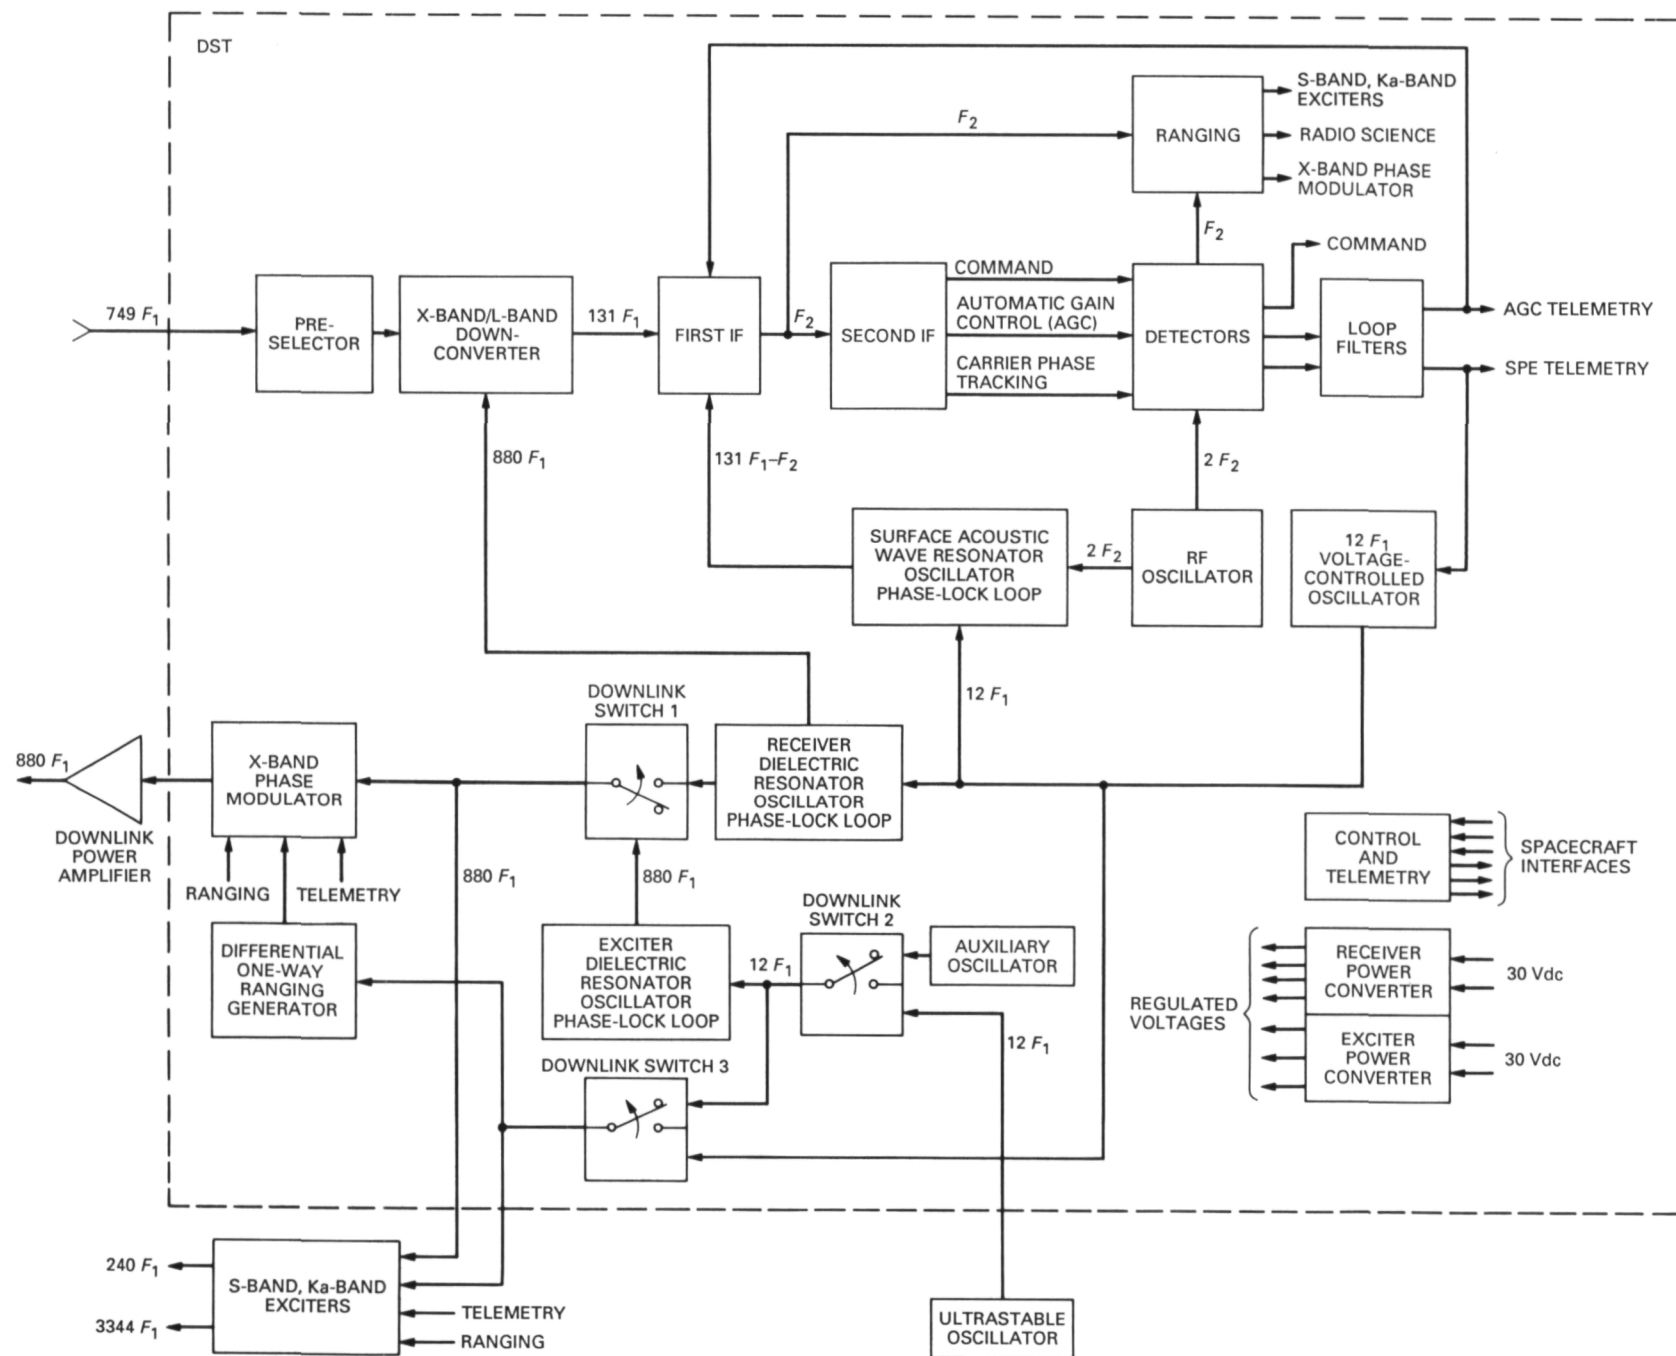 DST
S-BAND, Ka-BAND
EXCITERS
F2
RANGING
RADIO SCIENCE
X-BAND PHASE
MODULATOR
F2
COMMAND
749 F1
PRE-
SELECTOR
X-BAND/L-BAND
DOWN-
CONVERTER
131 F1
FIRST IF
F2
SECOND IF
COMMAND
AUTOMATIC GAIN
CONTROL (AGC)
CARRIER PHASE
TRACKING
DETECTORS
LOOP
FILTERS
AGC TELEMETRY
SPE TELEMETRY
880 F1
131 F1–F2
2 F2
SURFACE ACOUSTIC
WAVE RESONATOR
OSCILLATOR
PHASE-LOCK LOOP
2 F2
RF
OSCILLATOR
12 F1
VOLTAGE-
CONTROLLED
OSCILLATOR
12 F1
DOWNLINK
SWITCH 1
880 F1
DOWNLINK
POWER
AMPLIFIER
X-BAND
PHASE
MODULATOR
RECEIVER
DIELECTRIC
RESONATOR
OSCILLATOR
PHASE-LOCK LOOP
RANGING
TELEMETRY
880 F1
880 F1
CONTROL
AND
TELEMETRY
SPACECRAFT
INTERFACES
DOWNLINK
SWITCH 2
DIFFERENTIAL
ONE-WAY
RANGING
GENERATOR
EXCITER
DIELECTRIC
RESONATOR
OSCILLATOR
PHASE-LOCK LOOP
12 F1
AUXILIARY
OSCILLATOR
12 F1
REGULATED
VOLTAGES
RECEIVER
POWER
CONVERTER
30 Vdc
EXCITER
POWER
CONVERTER
30 Vdc
DOWNLINK SWITCH 3
240 F1
3344 F1
S-BAND, Ka-BAND
EXCITERS
TELEMETRY
RANGING
ULTRASTABLE
OSCILLATOR